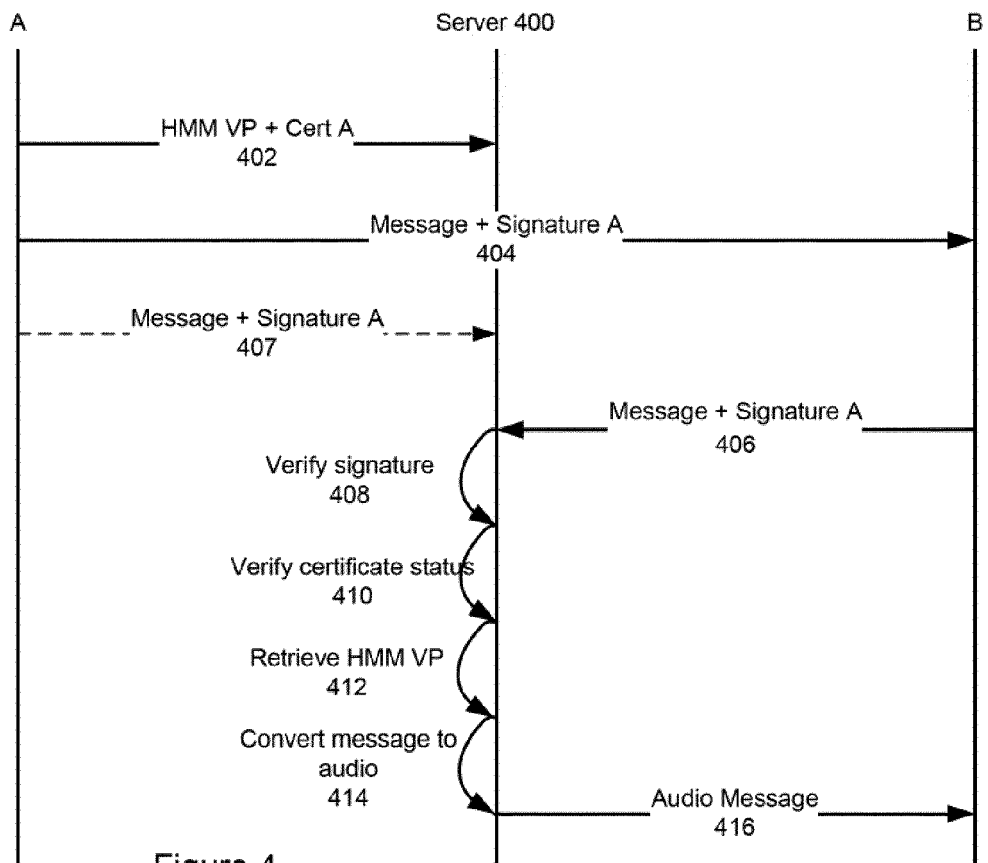 A
Server 400
B
HMM VP + Cert A
402
Message + Signature A
404
Message + Signature A
407
Message + Signature A
406
Verify signature
408
Verify certificate status
410
Retrieve HMM VP
412
Convert message to
audio
414
Audio Message
416
Figure 4